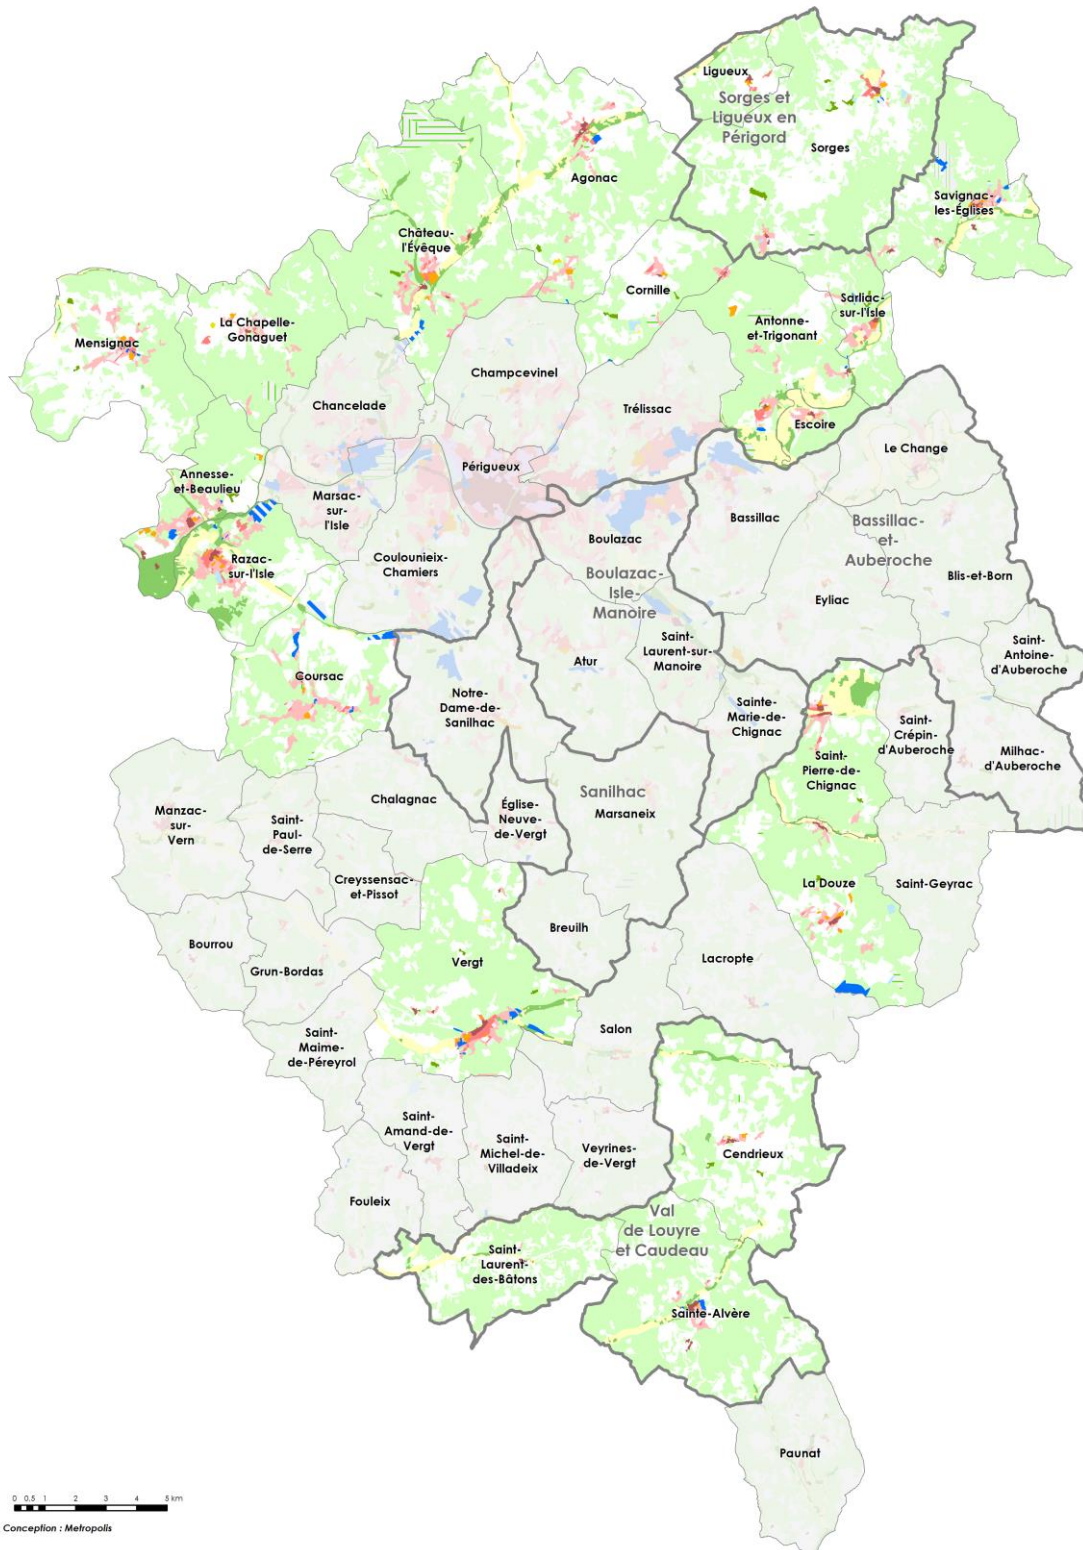 Ligueux
Sorges et
Ligueux en
Périgord
Sorges
Agonac
Savignac-
les-Églises
Château-
l'Évêque
Cornille
Sarliac-
sur-l'Isle
Antonne-
et-Trigonant
La Chapelle-
Gonaguet
Mensignac
Champcevinel
Chancelade
Trélissac
Escoire
Le Change
Périgueux
Annesse-
et-Beaulieu
Marsac-
sur-
l'Isle
Bassillac
Bassillac-
et-
Auberoche
Boulazac
Razac-
sur-l'Isle
Coulounieix-
Chamiers
Boulazac-
Isle-
Manoire
Blis-et-Born
Eyliac
Saint-
Antoine-
d'Auberoche
Saint-
Laurent-sur-
Manoire
Atur
Coursac
Notre-
Dame-de-
Sanilhac
Sainte-
Marie-de-
Chignac
Saint-
Crépin-
d'Auberoche
Milhac-
d'Auberoche
Saint-
Pierre-de-
Chignac
Sanilhac
Marsaneix
Chalagnac
Église-
Neuve-
de-Vergt
Manzac-
sur-
Vern
Saint-
Paul-
de-Serre
Creyssensac-
et-Pissot
La Douze
Saint-Geyrac
Breuilh
Bourrou
Vergt
Lacropte
Grun-Bordas
Salon
Saint-
Maime-
de-Péreyrol
Saint-
Amand-de-
Vergt
Saint-
Michel-de-
Villadeix
Veyrines-
de-Vergt
Cendrieux
Fouleix
Val
de Louyre
et Caudeau
Saint-
Laurent-
des-Bâtons
Sainte-Alvère
Paunat
0 0,5 1 2 3 4 5 km
Conception : Metropolis